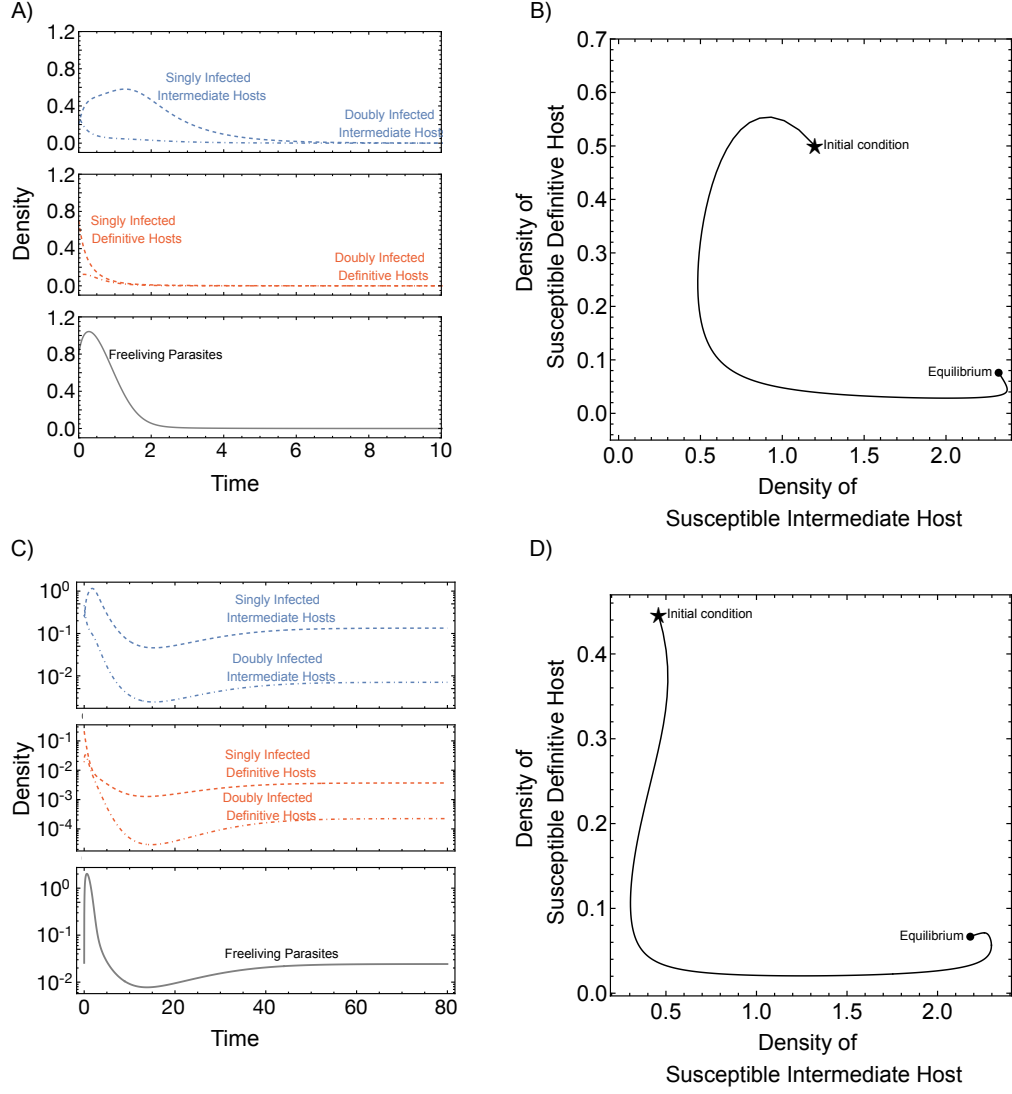 A)
1.2
0.8
0.4
0.0
Singly Infected
Intermediate Hosts
Doubly Infected
Intermediate Host
1.2
0.8
0.4
0.0
Singly Infected
Definitive Hosts
Doubly Infected
Definitive Hosts
1.2
0.8
0.4
0.0
Freeliving Parasites
0 2 4 6 8 10
Density
Time
B)
0.7
0.6
0.5
0.4
0.3
0.2
0.1
0.0
Initial condition
Equilibrium
0.0 0.5 1.0 1.5 2.0
Density of
Susceptible Definitive Host
Density of
Susceptible Intermediate Host
C)
10^0
10^-1
10^-2
Singly Infected
Intermediate Hosts
Doubly Infected
Intermediate Hosts
10^-1
10^-2
10^-3
10^-4
Singly Infected
Definitive Hosts
Doubly Infected
Definitive Hosts
10^0
10^-1
10^-2
Freeliving Parasites
0 20 40 60 80
Density
Time
D)
0.4
0.3
0.2
0.1
0.0
Initial condition
Equilibrium
0.5 1.0 1.5 2.0
Density of
Susceptible Definitive Host
Density of
Susceptible Intermediate Host